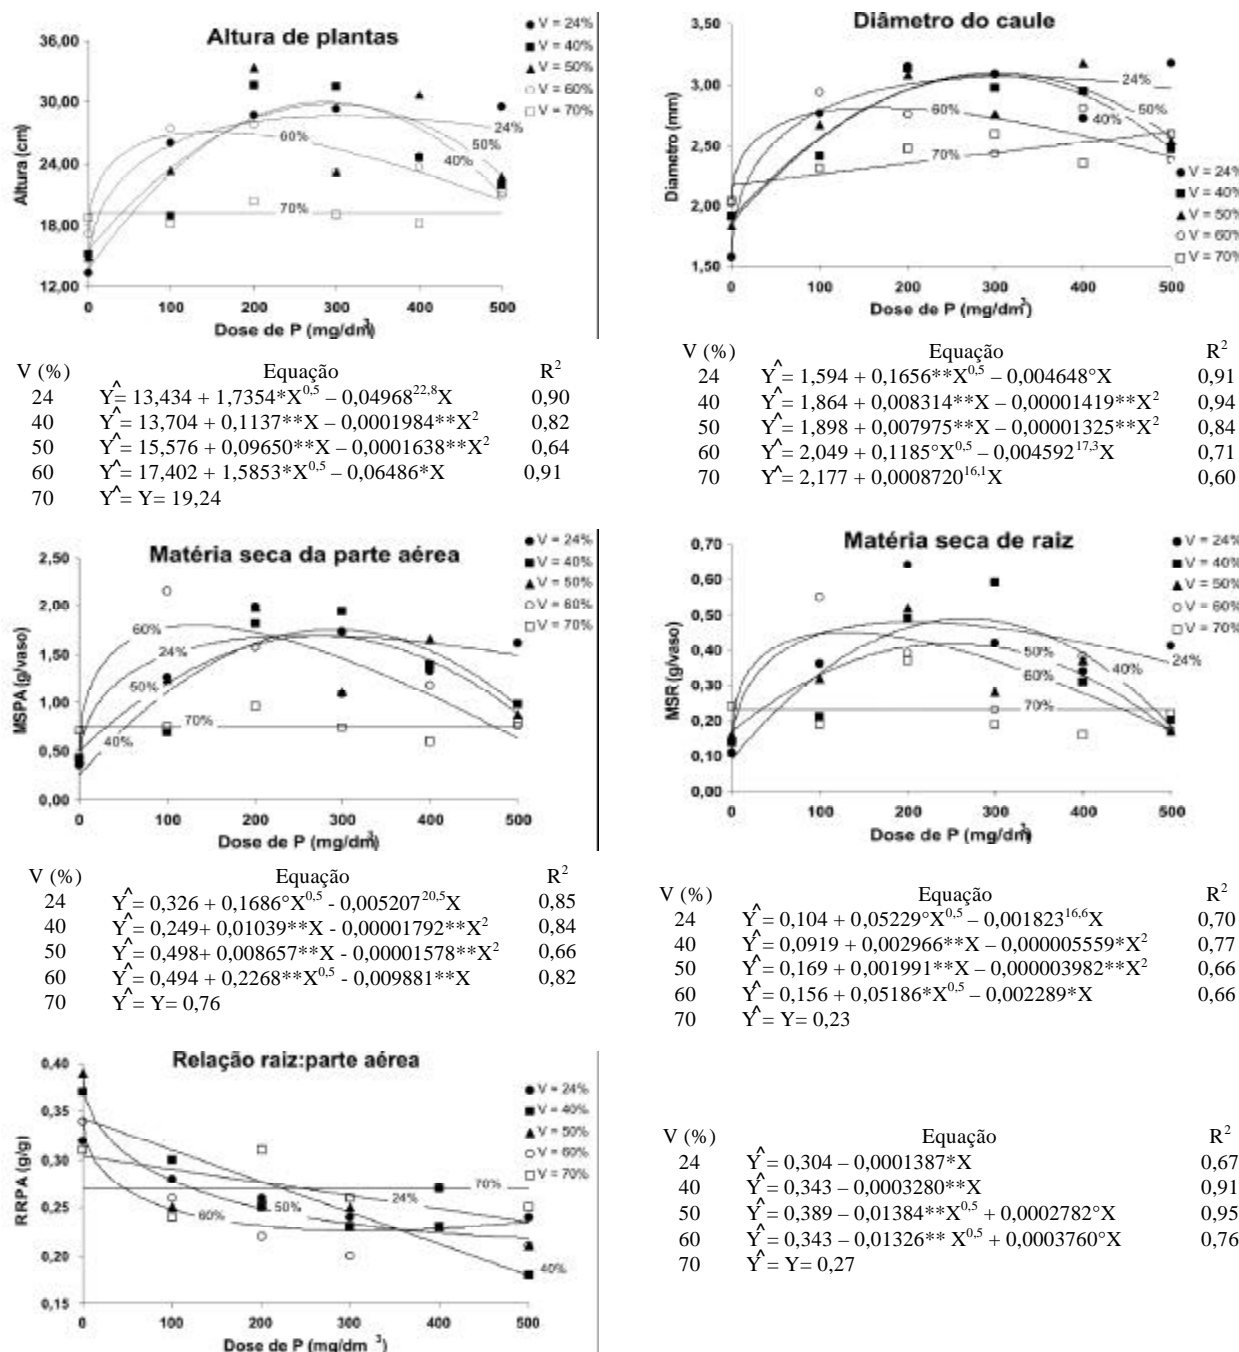 Altura de plantas
36,00
30,00
24,00
18,00
12,00
Altura (cm)
0 100 200 300 400 500
Dose de P (mg/dm³)
V = 24%
V = 40%
V = 50%
V = 60%
V = 70%
60%
24%
50%
40%
70%
V (%) Equação R²
24 Ŷ= 13,434 + 1,7354*X^0,5 – 0,04968^22,8X 0,90
40 Ŷ= 13,704 + 0,1137**X – 0,0001984**X² 0,82
50 Ŷ= 15,576 + 0,09650**X – 0,0001638**X² 0,64
60 Ŷ= 17,402 + 1,5853*X^0,5 – 0,06486*X 0,91
70 Ŷ= Y= 19,24
Diâmetro do caule
3,50
3,00
2,50
2,00
1,50
Diametro (mm)
0 100 200 300 400 500
Dose de P (mg/dm³)
24%
60%
50%
40%
70%
V = 24%
V = 40%
V = 50%
V = 60%
V = 70%
V (%) Equação R²
24 Ŷ= 1,594 + 0,1656**X^0,5 – 0,004648°X 0,91
40 Ŷ= 1,864 + 0,008314**X – 0,00001419**X² 0,94
50 Ŷ= 1,898 + 0,007975**X – 0,00001325**X² 0,84
60 Ŷ= 2,049 + 0,1185°X^0,5 – 0,004592^17,3X 0,71
70 Ŷ= 2,177 + 0,0008720^16,1X 0,60
Matéria seca da parte aérea
2,50
2,00
1,50
1,00
0,50
0,00
MSPA (g/vaso)
0 100 200 300 400 500
Dose de P (mg/dm³)
V = 24%
V = 40%
V = 50%
V = 60%
V = 70%
60%
24%
50%
70%
40%
V (%) Equação R²
24 Ŷ= 0,326 + 0,1686°X^0,5 - 0,005207^20,5X 0,85
40 Ŷ= 0,249+ 0,01039**X - 0,00001792**X² 0,84
50 Ŷ= 0,498+ 0,008657**X - 0,00001578**X² 0,66
60 Ŷ= 0,494 + 0,2268**X^0,5 - 0,009881**X 0,82
70 Ŷ= Y= 0,76
Matéria seca de raiz
0,70
0,60
0,50
0,40
0,30
0,20
0,10
0,00
MSR (g/vaso)
0 100 200 300 400 500
Dose de P (mg/dm³)
V = 24%
V = 40%
V = 50%
V = 60%
V = 70%
50%
40%
24%
60%
70%
V (%) Equação R²
24 Ŷ= 0,104 + 0,05229°X^0,5 – 0,001823^16,6X 0,70
40 Ŷ= 0,0919 + 0,002966**X – 0,000005559*X² 0,77
50 Ŷ= 0,169 + 0,001991**X – 0,000003982**X² 0,66
60 Ŷ= 0,156 + 0,05186*X^0,5 – 0,002289*X 0,66
70 Ŷ= Y= 0,23
Relação raiz:parte aérea
0,40
0,35
0,30
0,25
0,20
0,15
RRPA (g/g)
0 100 200 300 400 500
Dose de P (mg/dm ³)
V = 24%
V = 40%
V = 50%
V = 60%
V = 70%
70%
24%
50%
60%
40%
V (%) Equação R²
24 Ŷ= 0,304 – 0,0001387*X 0,67
40 Ŷ= 0,343 – 0,0003280**X 0,91
50 Ŷ= 0,389 – 0,01384**X^0,5 + 0,0002782°X 0,95
60 Ŷ= 0,343 – 0,01326** X^0,5 + 0,0003760°X 0,76
70 Ŷ= Y= 0,27